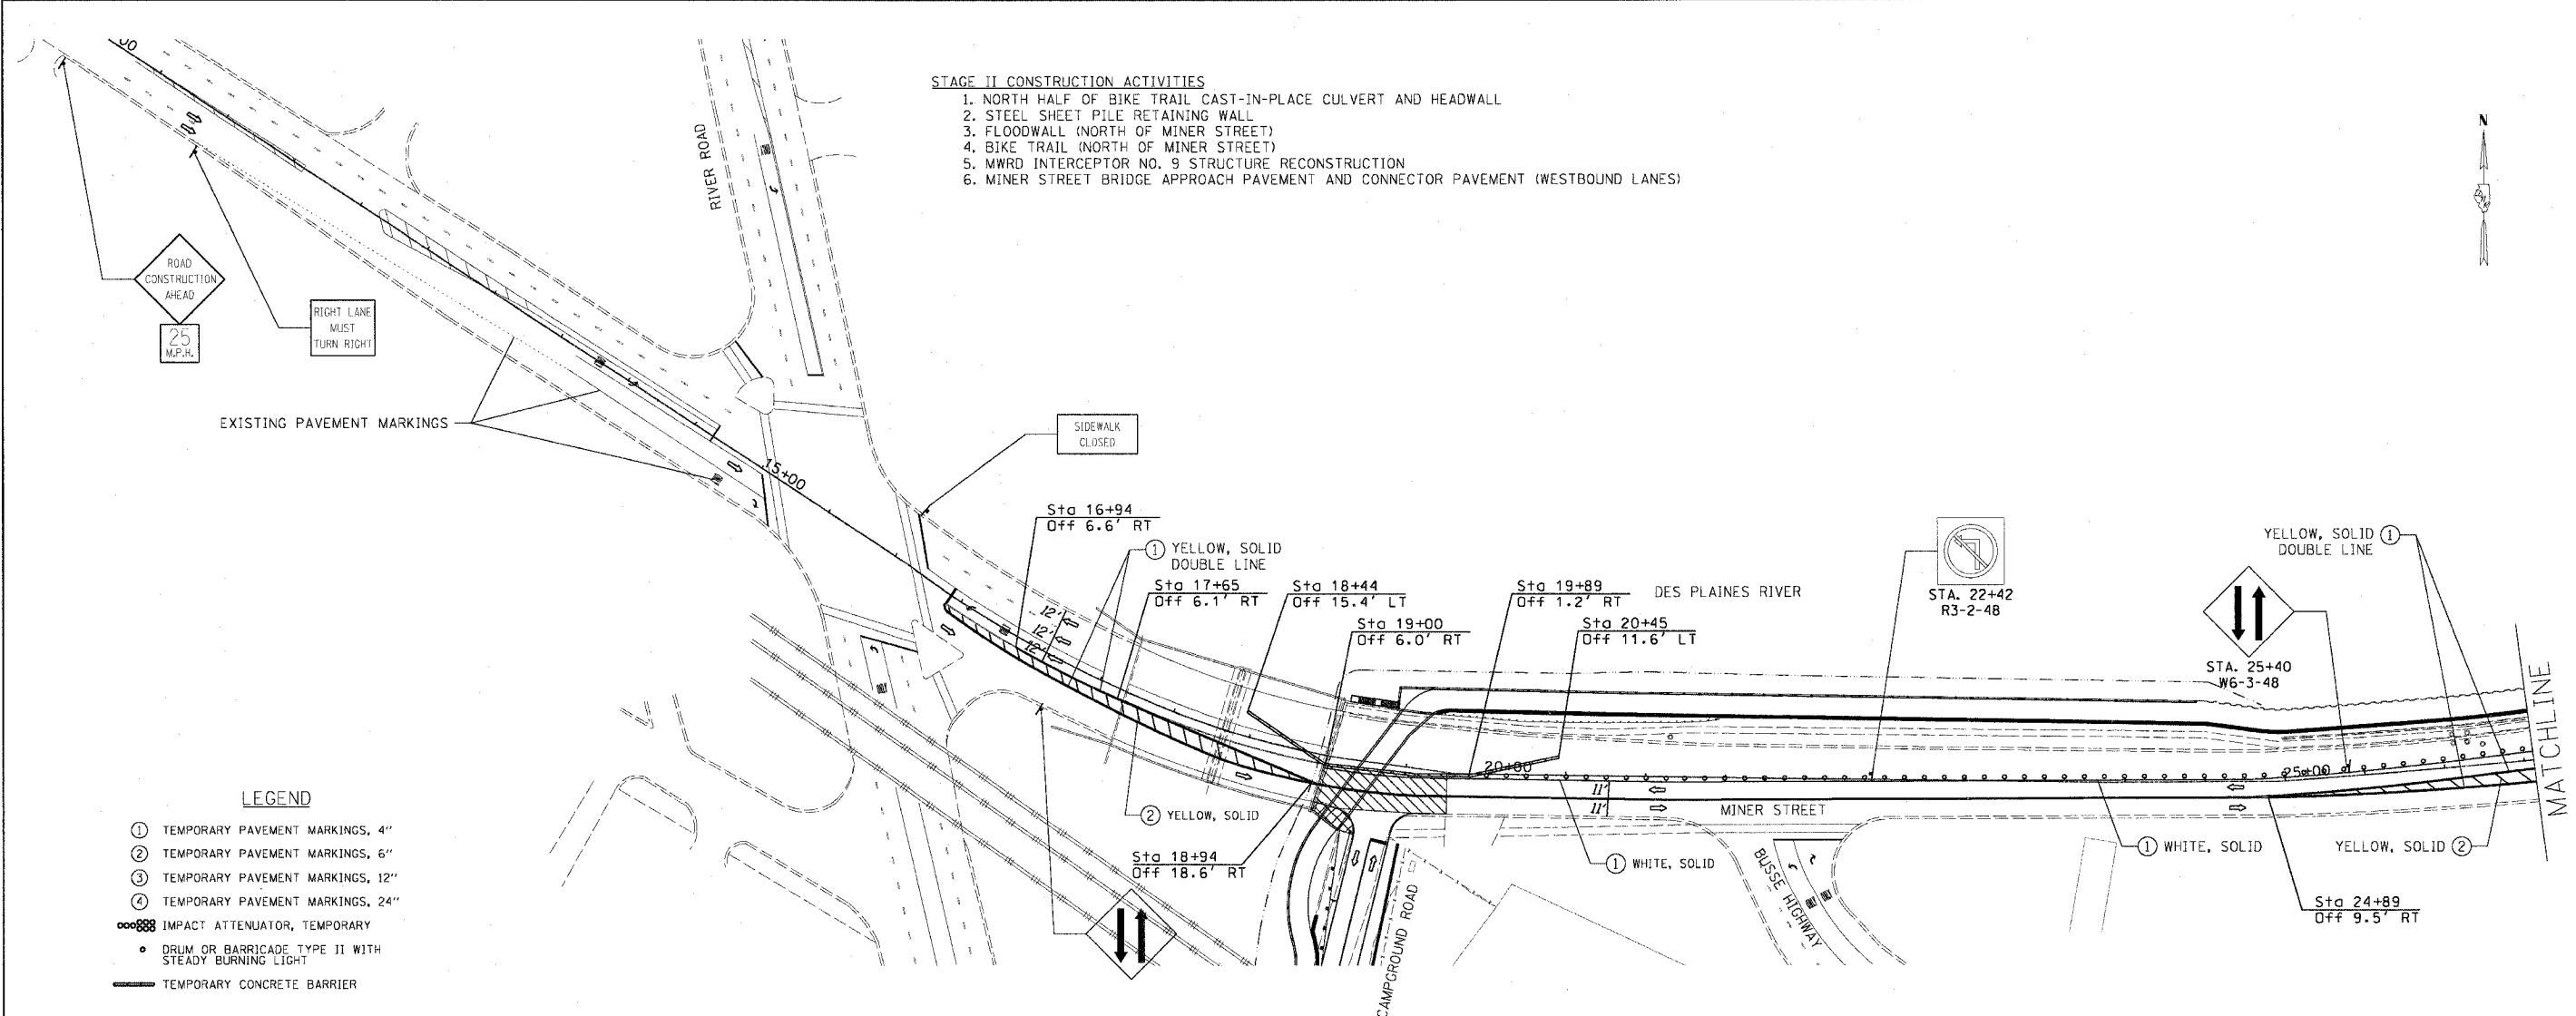 STAGE II CONSTRUCTION ACTIVITIES
1. NORTH HALF OF BIKE TRAIL CAST-IN-PLACE CULVERT AND HEADWALL
2. STEEL SHEET PILE RETAINING WALL
3. FLOODWALL (NORTH OF MINER STREET)
4. BIKE TRAIL (NORTH OF MINER STREET)
5. MWRD INTERCEPTOR NO. 9 STRUCTURE RECONSTRUCTION
6. MINER STREET BRIDGE APPROACH PAVEMENT AND CONNECTOR PAVEMENT (WESTBOUND LANES)
N
RIVER ROAD
ROAD
CONSTRUCTION
AHEAD
25
M.P.H.
RIGHT LANE
MUST
TURN RIGHT
EXISTING PAVEMENT MARKINGS
15+00
SIDEWALK
CLOSED
Sta 16+94
Off 6.6' RT
1 YELLOW, SOLID
DOUBLE LINE
Sta 17+65
Off 6.1' RT
Sta 18+44
Off 15.4' LT
Sta 19+00
Off 6.0' RT
Sta 19+89
Off 1.2' RT
DES PLAINES RIVER
Sta 20+45
Off 11.6' LT
STA. 22+42
R3-2-48
YELLOW, SOLID 1
DOUBLE LINE
STA. 25+40
W6-3-48
MATCHLINE
12'
12'
12'
20+00
25+00
11'
11'
MINER STREET
2 YELLOW, SOLID
Sta 18+94
Off 18.6' RT
1 WHITE, SOLID
1 WHITE, SOLID
YELLOW, SOLID 2
Sta 24+89
Off 9.5' RT
BUSSE HIGHWAY
CAMPGROUND ROAD
LEGEND
1 TEMPORARY PAVEMENT MARKINGS, 4"
2 TEMPORARY PAVEMENT MARKINGS, 6"
3 TEMPORARY PAVEMENT MARKINGS, 12"
4 TEMPORARY PAVEMENT MARKINGS, 24"
IMPACT ATTENUATOR, TEMPORARY
DRUM OR BARRICADE TYPE II WITH
STEADY BURNING LIGHT
TEMPORARY CONCRETE BARRIER